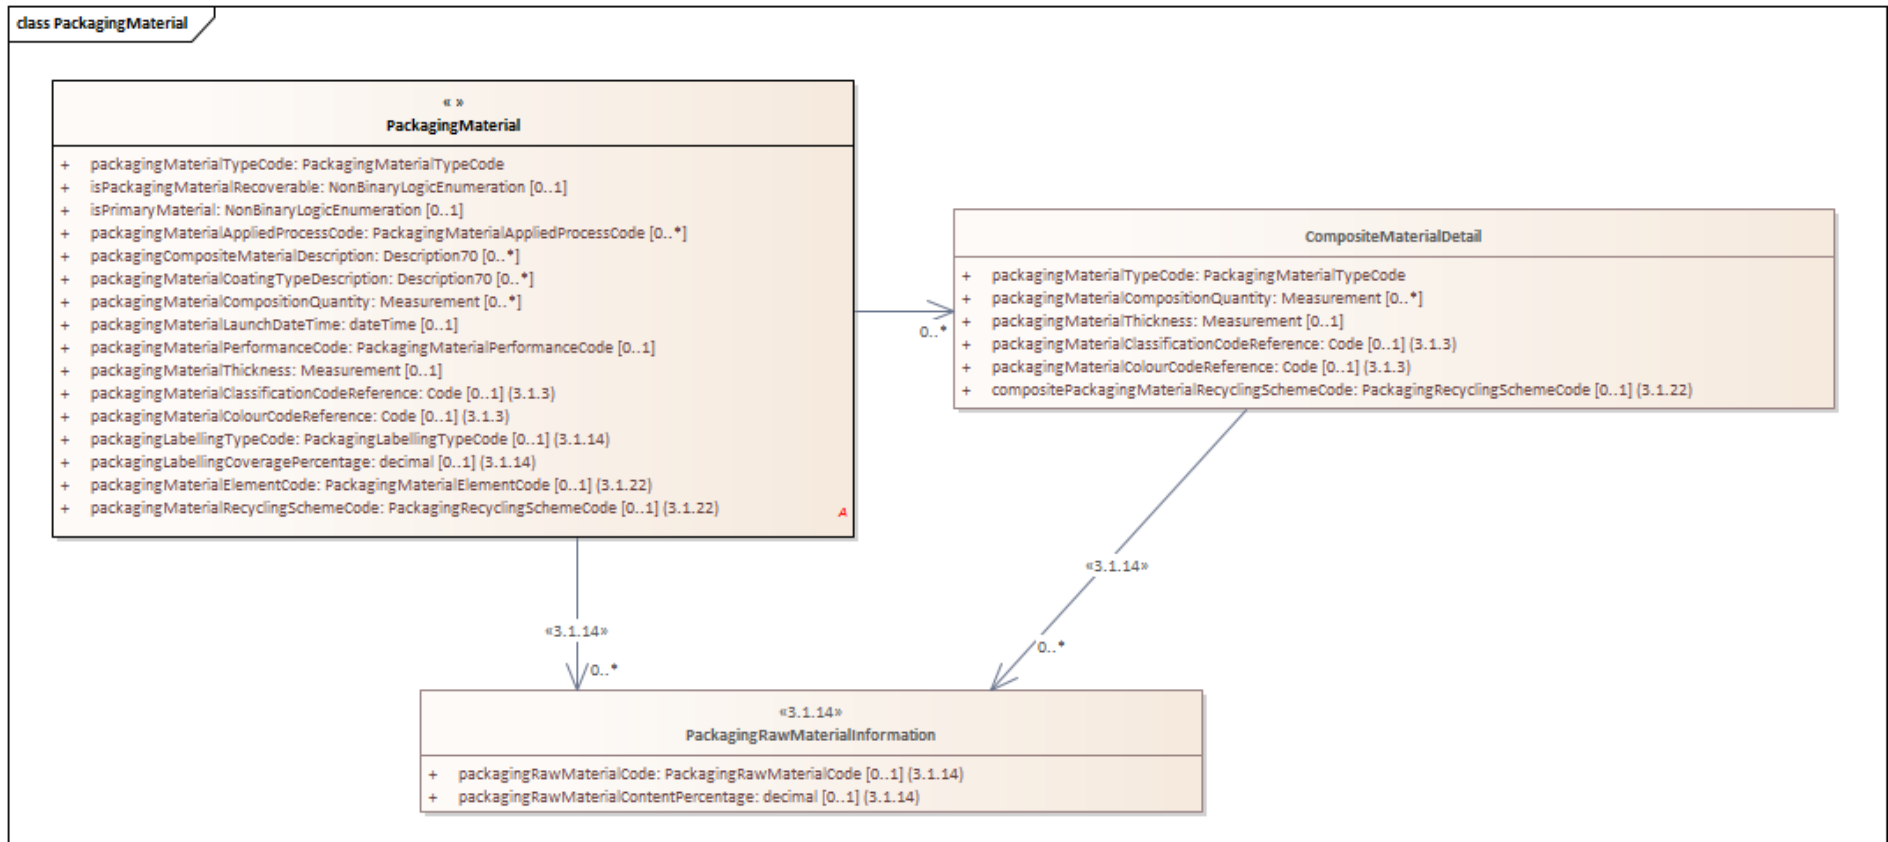 class PackagingMaterial
« »
PackagingMaterial
+ packagingMaterialTypeCode: PackagingMaterialTypeCode
+ isPackagingMaterialRecoverable: NonBinaryLogicEnumeration [0..1]
+ isPrimaryMaterial: NonBinaryLogicEnumeration [0..1]
+ packagingMaterialAppliedProcessCode: PackagingMaterialAppliedProcessCode [0..*]
+ packagingCompositeMaterialDescription: Description70 [0..*]
+ packagingMaterialCoatingTypeDescription: Description70 [0..*]
+ packagingMaterialCompositionQuantity: Measurement [0..*]
+ packagingMaterialLaunchDateTime: dateTime [0..1]
+ packagingMaterialPerformanceCode: PackagingMaterialPerformanceCode [0..1]
+ packagingMaterialThickness: Measurement [0..1]
+ packagingMaterialClassificationCodeReference: Code [0..1] (3.1.3)
+ packagingMaterialColourCodeReference: Code [0..1] (3.1.3)
+ packagingLabellingTypeCode: PackagingLabellingTypeCode [0..1] (3.1.14)
+ packagingLabellingCoveragePercentage: decimal [0..1] (3.1.14)
+ packagingMaterialElementCode: PackagingMaterialElementCode [0..1] (3.1.22)
+ packagingMaterialRecyclingSchemeCode: PackagingRecyclingSchemeCode [0..1] (3.1.22)
A
0..*
CompositeMaterialDetail
+ packagingMaterialTypeCode: PackagingMaterialTypeCode
+ packagingMaterialCompositionQuantity: Measurement [0..*]
+ packagingMaterialThickness: Measurement [0..1]
+ packagingMaterialClassificationCodeReference: Code [0..1] (3.1.3)
+ packagingMaterialColourCodeReference: Code [0..1] (3.1.3)
+ compositePackagingMaterialRecyclingSchemeCode: PackagingRecyclingSchemeCode [0..1] (3.1.22)
«3.1.14»
0..*
«3.1.14»
0..*
«3.1.14»
PackagingRawMaterialInformation
+ packagingRawMaterialCode: PackagingRawMaterialCode [0..1] (3.1.14)
+ packagingRawMaterialContentPercentage: decimal [0..1] (3.1.14)